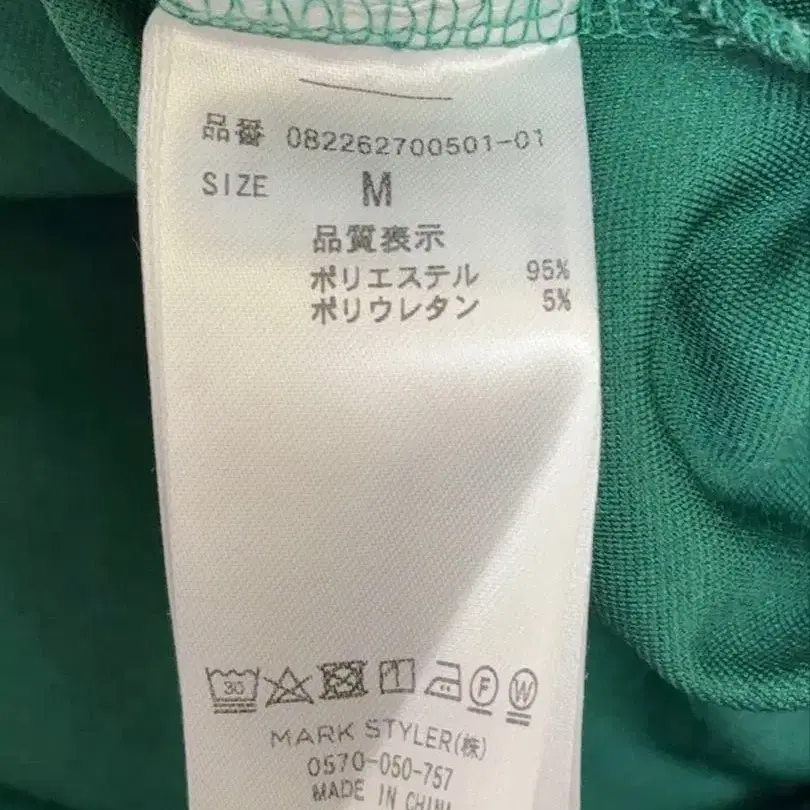 品番 082262700501-01
SIZE M
品質表示
ポリエステル 95%
ポリウレタン 5%
30 F W
MARK STYLER(株)
0570-050-757
MADE IN CHINA